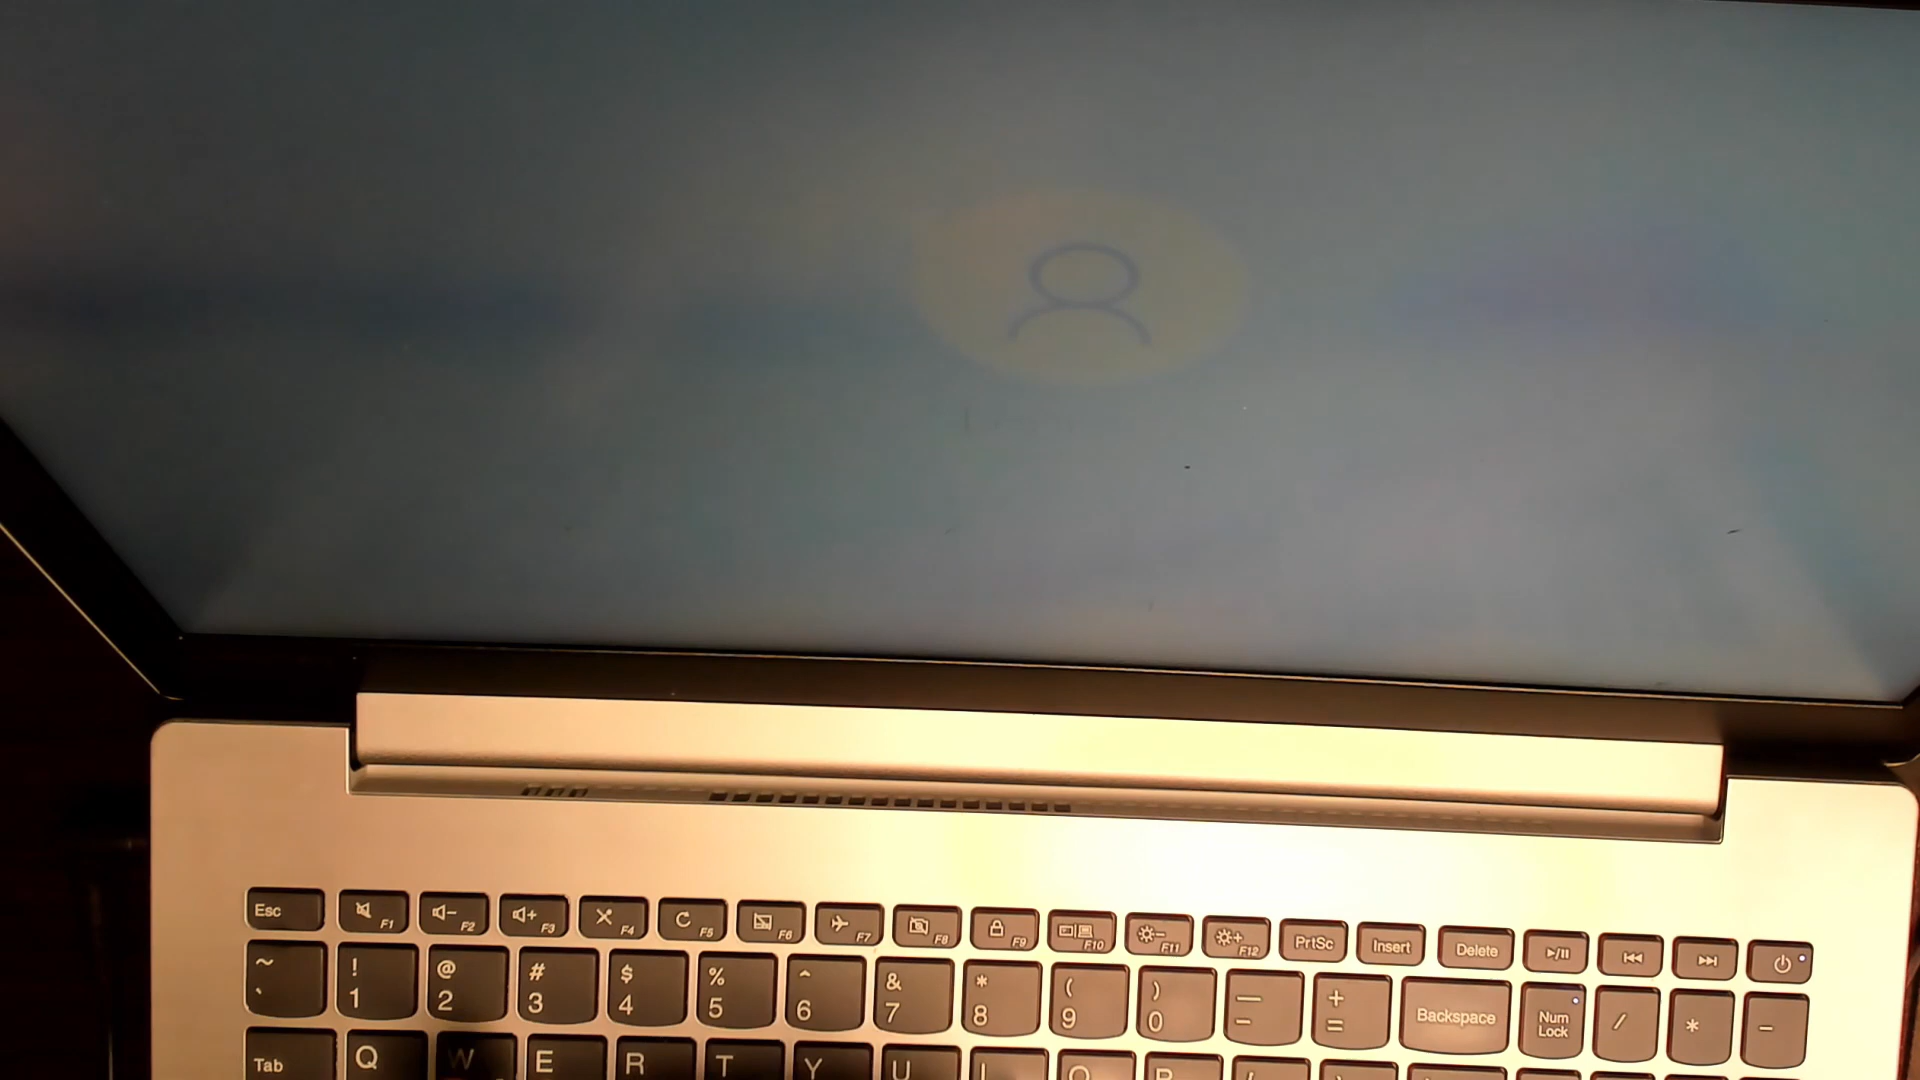 Esc F1 F2 F3 F4 F5 F6 F7 F8 F9 F10 F11 F12 PrtSc Insert Delete
~ ! @ # $ % ^ & * ( ) — +
` 1 2 3 4 5 6 7 8 9 0 - = Backspace Num Lock / * -
Tab Q W E R T Y U